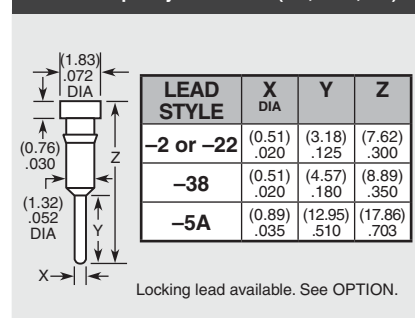 (1.83)
.072
DIA
(0.76)
.030
Z
(1.32)
.052
DIA
Y
X
LEAD STYLE X DIA Y Z
–2 or –22 (0.51) .020 (3.18) .125 (7.62) .300
–38 (0.51) .020 (4.57) .180 (8.89) .350
–5A (0.89) .035 (12.95) .510 (17.86) .703
Locking lead available. See OPTION.